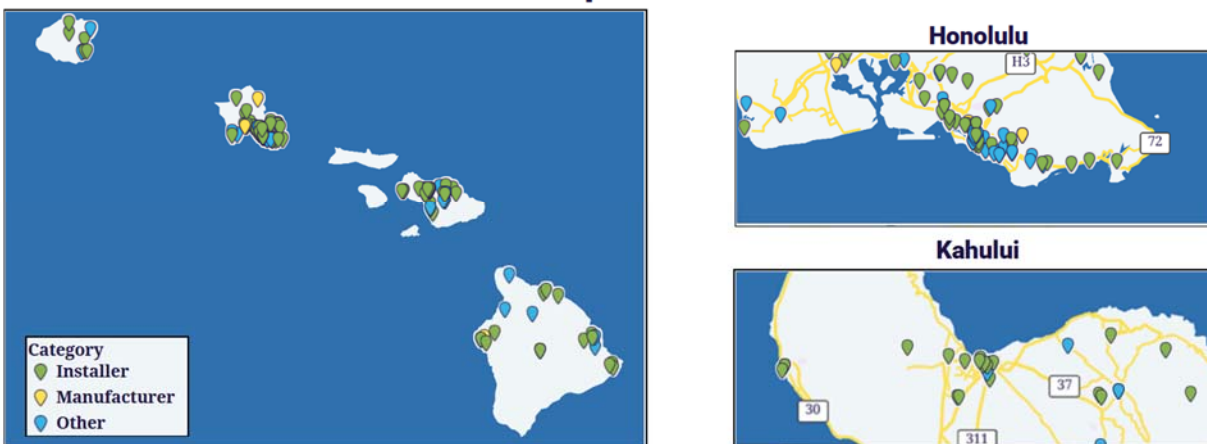 Honolulu
H3
72
Kahului
37
30
311
Category
Installer
Manufacturer
Other